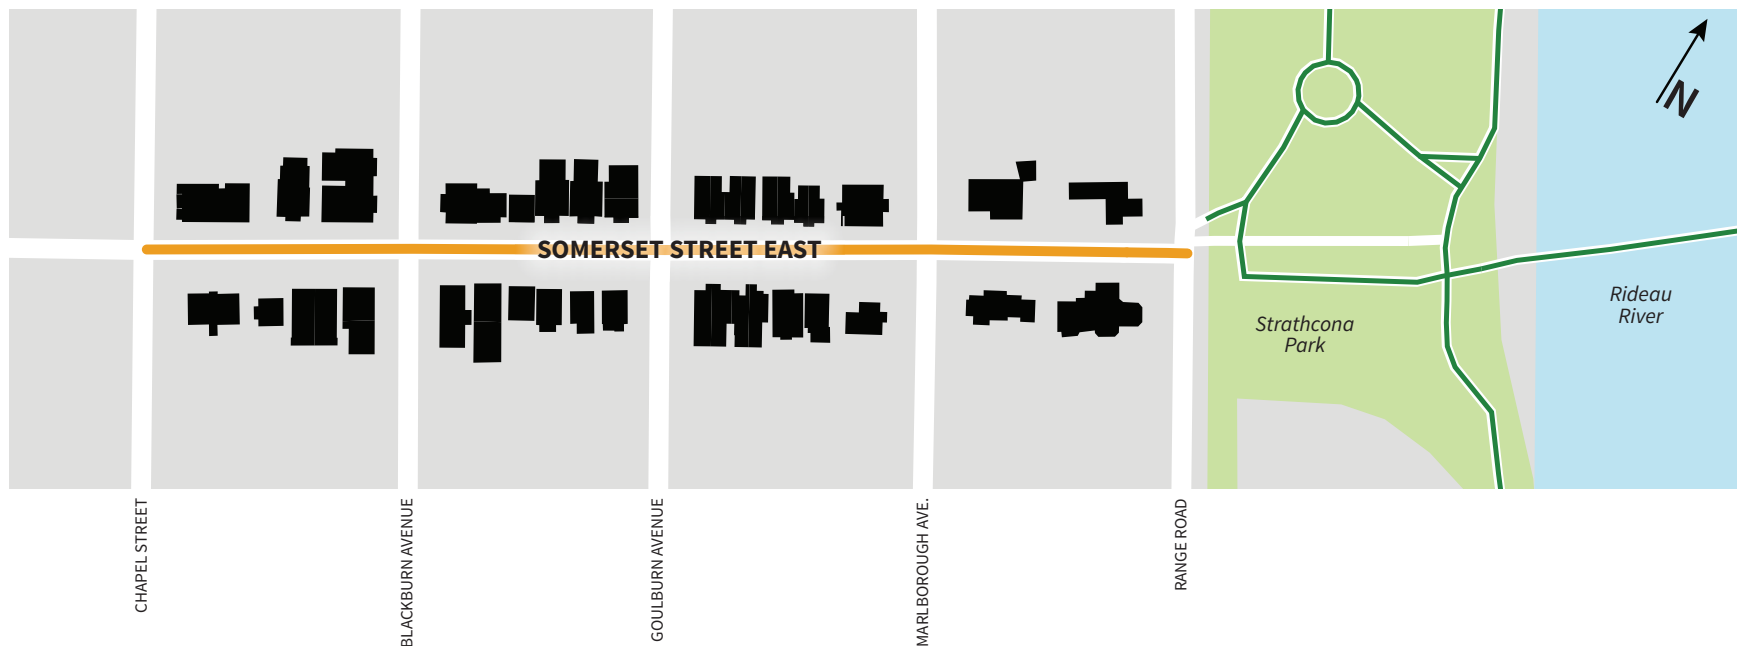 N
SOMERSET STREET EAST
Rideau
River
Strathcona
Park
CHAPEL STREET
BLACKBURN AVENUE
GOULBURN AVENUE
MARLBOROUGH AVE.
RANGE ROAD